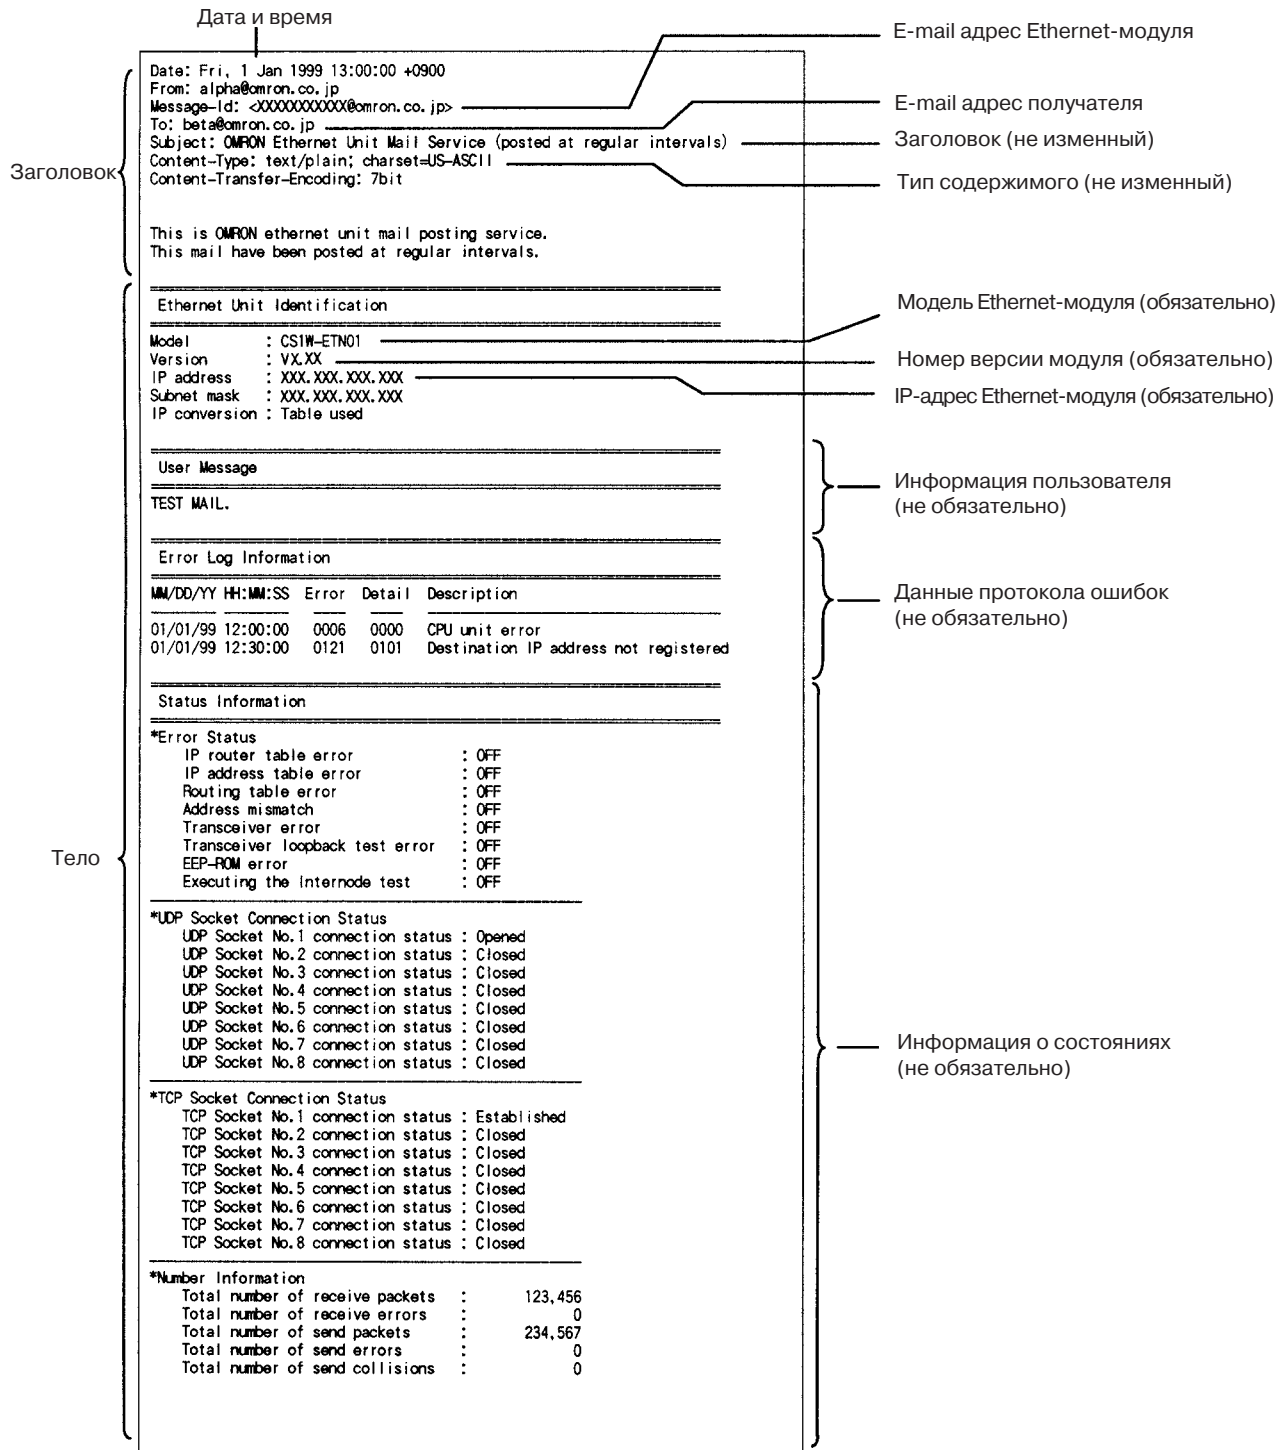 Дата и время
E-mail адрес Ethernet-модуля
Date: Fri, 1 Jan 1999 13:00:00 +0900
From: alpha@omron.co.jp
Message-Id: <XXXXXXXXXXX@omron.co.jp>
E-mail адрес получателя
To: beta@omron.co.jp
Subject: OMRON Ethernet Unit Mail Service (posted at regular intervals)
Заголовок (не изменный)
Content-Type: text/plain; charset=US-ASCII
Заголовок
Content-Transfer-Encoding: 7bit
Тип содержимого (не изменный)
This is OMRON ethernet unit mail posting service.
This mail have been posted at regular intervals.
Ethernet Unit Identification
Модель Ethernet-модуля (обязательно)
Model : CS1W-ETN01
Version : VX.XX
Номер версии модуля (обязательно)
IP address : XXX.XXX.XXX.XXX
Subnet mask : XXX.XXX.XXX.XXX
IP-адрес Ethernet-модуля (обязательно)
IP conversion : Table used
User Message
Информация пользователя
(не обязательно)
TEST MAIL.
Error Log Information
MM/DD/YY HH:MM:SS Error Detail Description
Данные протокола ошибок
(не обязательно)
01/01/99 12:00:00 0006 0000 CPU unit error
01/01/99 12:30:00 0121 0101 Destination IP address not registered
Status Information
*Error Status
IP router table error : OFF
IP address table error : OFF
Routing table error : OFF
Address mismatch : OFF
Transceiver error : OFF
Transceiver loopback test error : OFF
Тело
EEP-ROM error : OFF
Executing the Internode test : OFF
*UDP Socket Connection Status
UDP Socket No.1 connection status : Opened
UDP Socket No.2 connection status : Closed
UDP Socket No.3 connection status : Closed
UDP Socket No.4 connection status : Closed
UDP Socket No.5 connection status : Closed
UDP Socket No.6 connection status : Closed
UDP Socket No.7 connection status : Closed
UDP Socket No.8 connection status : Closed
Информация о состояниях
(не обязательно)
*TCP Socket Connection Status
TCP Socket No.1 connection status : Established
TCP Socket No.2 connection status : Closed
TCP Socket No.3 connection status : Closed
TCP Socket No.4 connection status : Closed
TCP Socket No.5 connection status : Closed
TCP Socket No.6 connection status : Closed
TCP Socket No.7 connection status : Closed
TCP Socket No.8 connection status : Closed
*Number Information
Total number of receive packets : 123,456
Total number of receive errors : 0
Total number of send packets : 234,567
Total number of send errors : 0
Total number of send collisions : 0